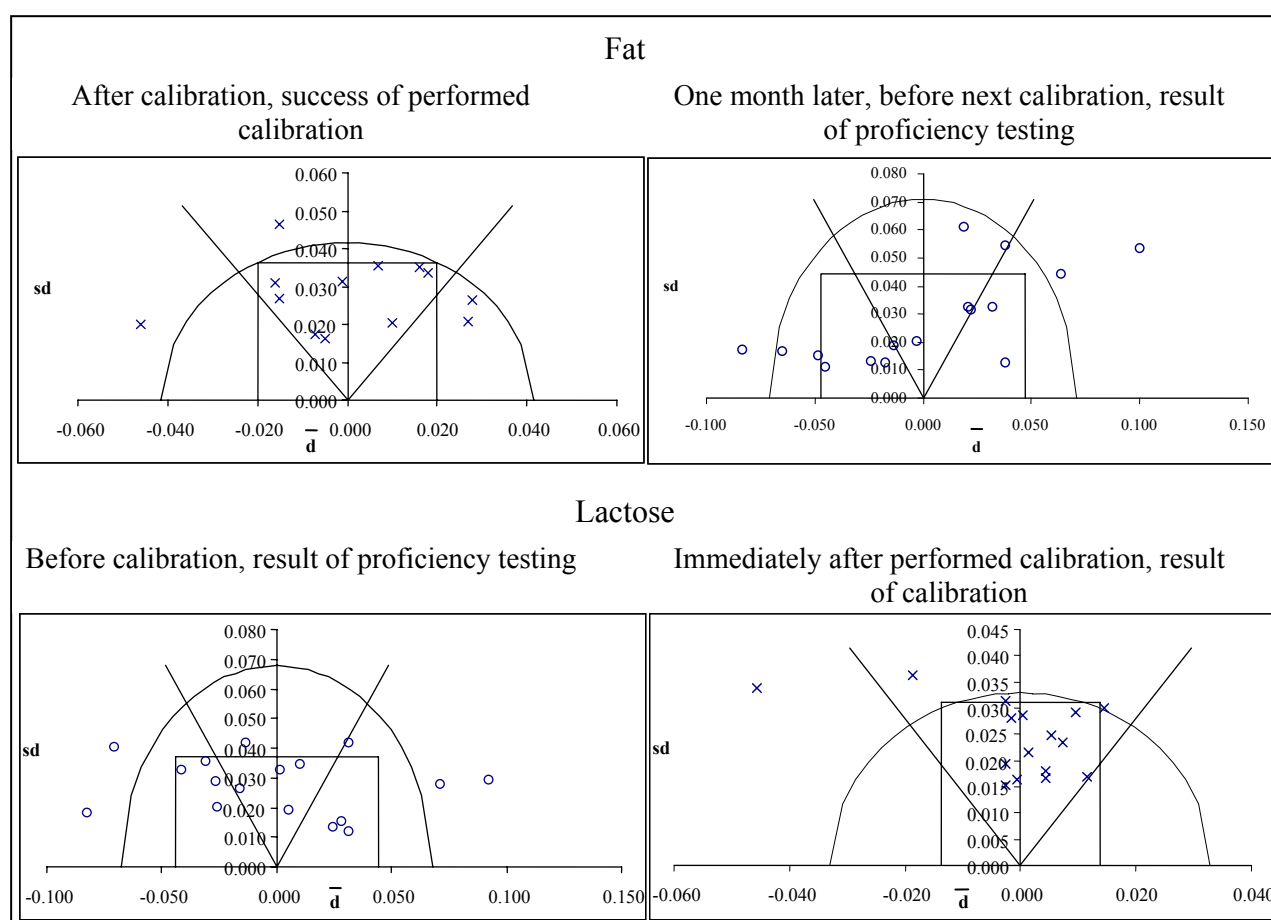 Fat
After calibration, success of performed
calibration
0.060
0.050
0.040
0.030
0.020
0.010
0.000
sd
-0.060 -0.040 -0.020 0.000 0.020 0.040 0.060
d̅
One month later, before next calibration, result
of proficiency testing
0.080
0.070
0.060
0.050
0.040
0.030
0.020
0.010
0.000
sd
-0.100 -0.050 0.000 0.050 0.100 0.150
d̅
Lactose
Before calibration, result of proficiency testing
0.080
0.070
0.060
0.050
0.040
0.030
0.020
0.010
0.000
sd
-0.100 -0.050 0.000 0.050 0.100 0.150
d̅
Immediately after performed calibration, result
of calibration
0.045
0.040
0.035
0.030
0.025
0.020
0.015
0.010
0.005
0.000
sd
-0.060 -0.040 -0.020 0.000 0.020 0.040
d̅